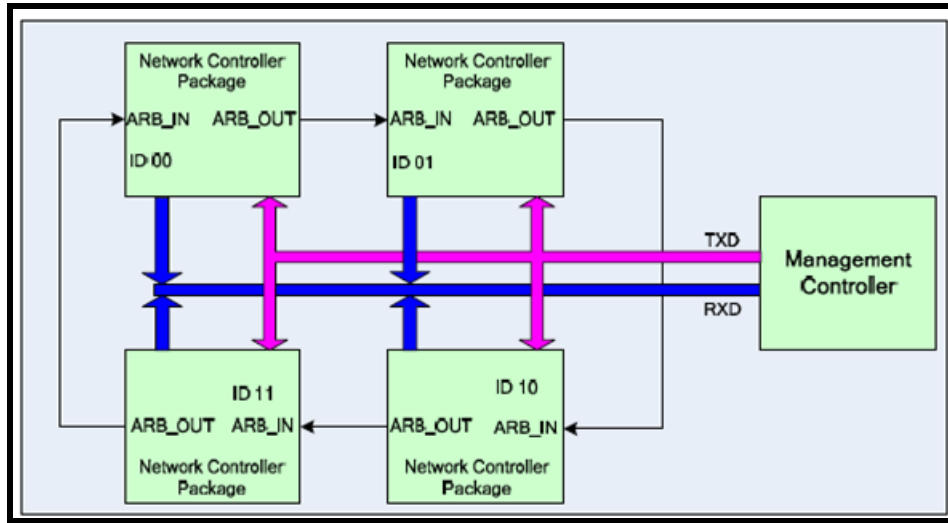 Network Controller
Package
ARB_IN ARB_OUT
ID 00
Network Controller
Package
ARB_IN ARB_OUT
ID 01
TXD
RXD
Management
Controller
ID 11
ARB_OUT ARB_IN
Network Controller
Package
ID 10
ARB_OUT ARB_IN
Network Controller
Package